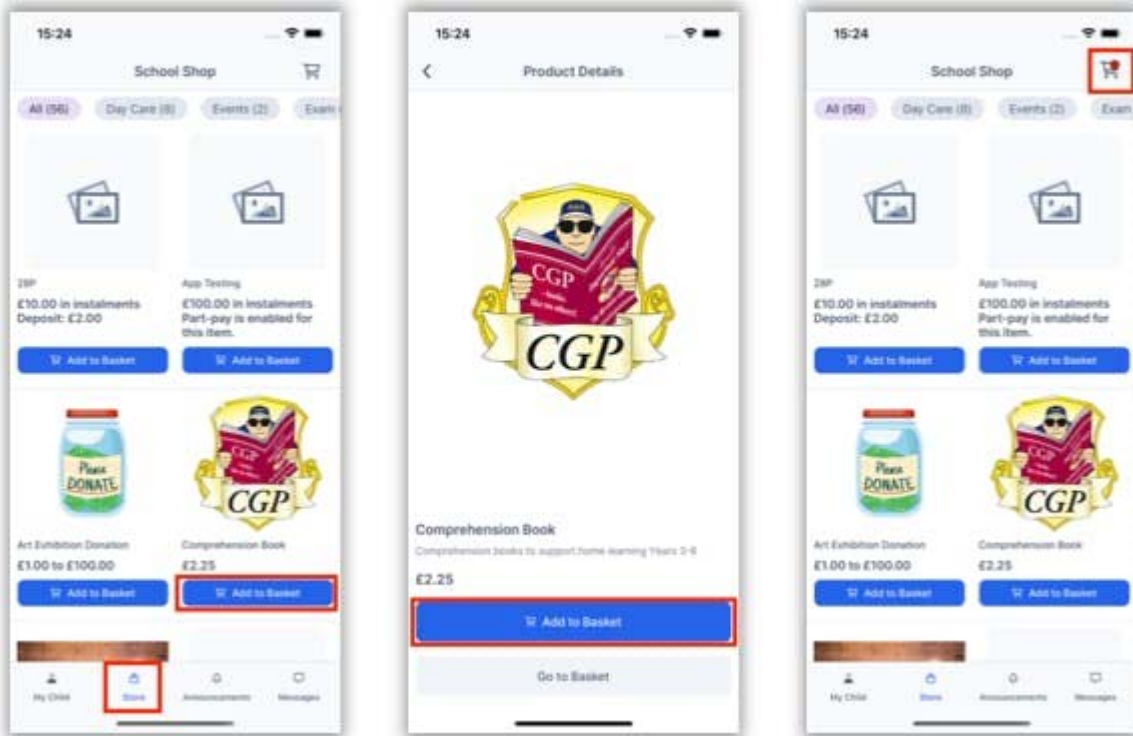 15:24
School Shop
All (56) Day Care (8) Events (2) Exam
28P
£10.00 in instalments
Deposit: £2.00
Add to Basket
App Testing
£100.00 in instalments
Part-pay is enabled for
this item.
Add to Basket
Please
DONATE
Art Exhibition Donation
£1.00 to £100.00
Add to Basket
CGP
CGP
Comprehension Book
£2.25
Add to Basket
My Child Store Announcements Messages
15:24
Product Details
CGP
CGP
Comprehension Book
Comprehension books to support home learning Years 3-6
£2.25
Add to Basket
Go to Basket
15:24
School Shop
All (56) Day Care (8) Events (2) Exam
28P
£10.00 in instalments
Deposit: £2.00
Add to Basket
App Testing
£100.00 in instalments
Part-pay is enabled for
this item.
Add to Basket
Please
DONATE
Art Exhibition Donation
£1.00 to £100.00
Add to Basket
CGP
CGP
Comprehension Book
£2.25
Add to Basket
My Child Store Announcements Messages